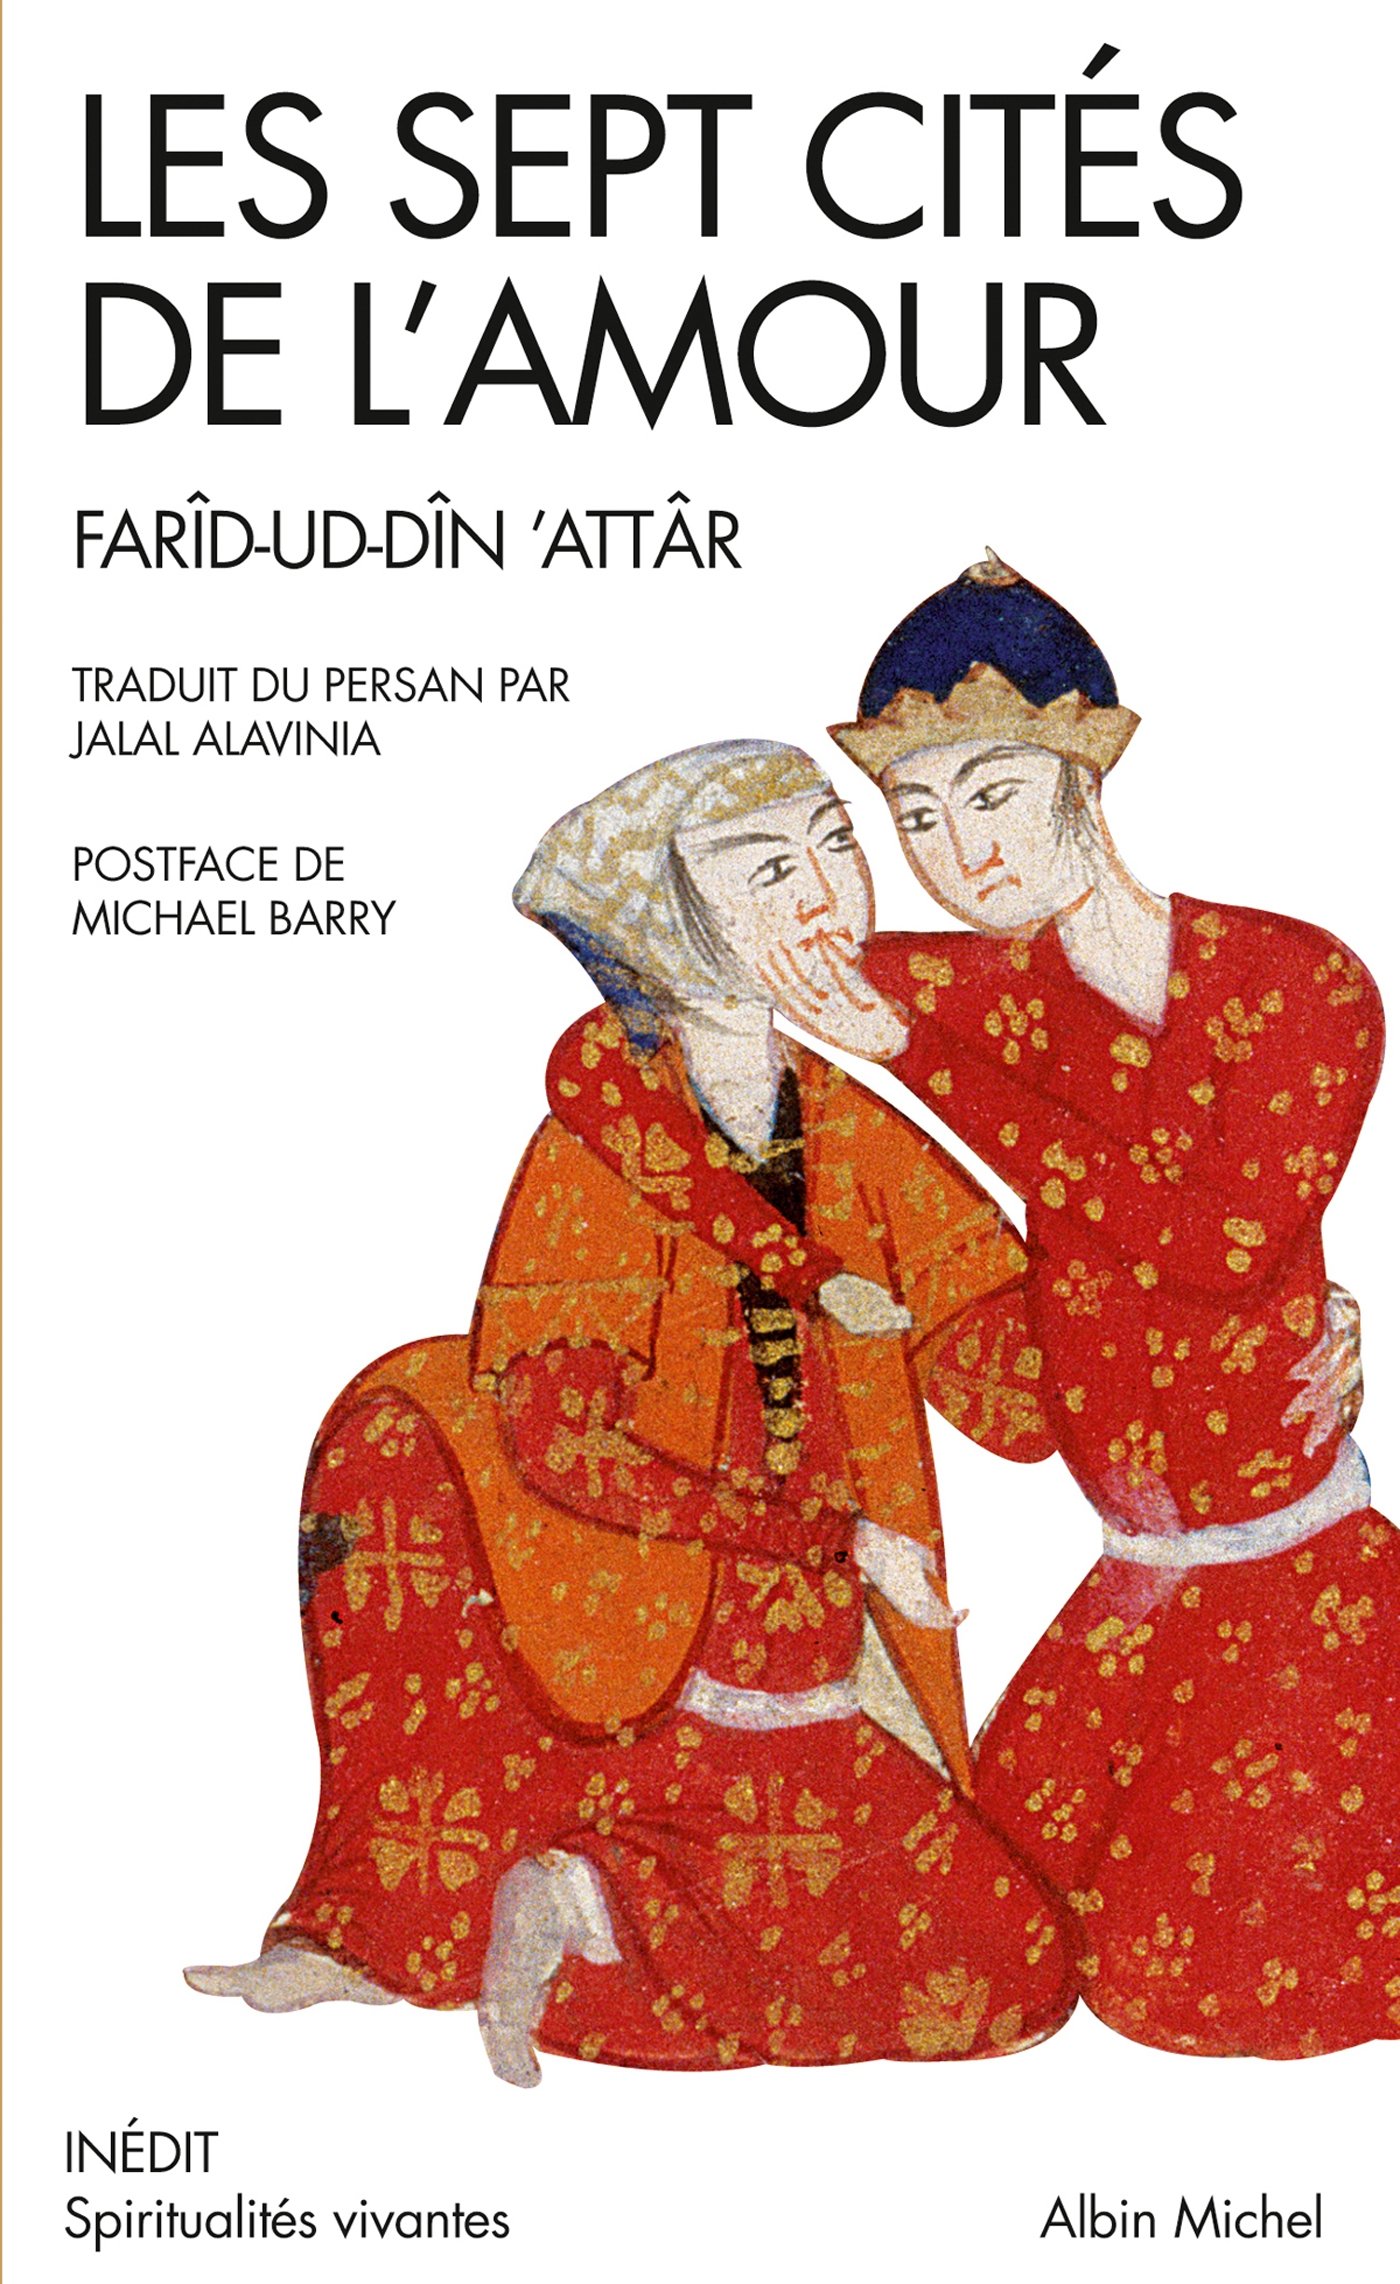 LES SEPT CITÉS
DE L'AMOUR
FARÎD-UD-DÎN 'ATTÂR
TRADUIT DU PERSAN PAR
JALAL ALAVINIA
POSTFACE DE
MICHAEL BARRY
INÉDIT
Spiritualités vivantes
Albin Michel